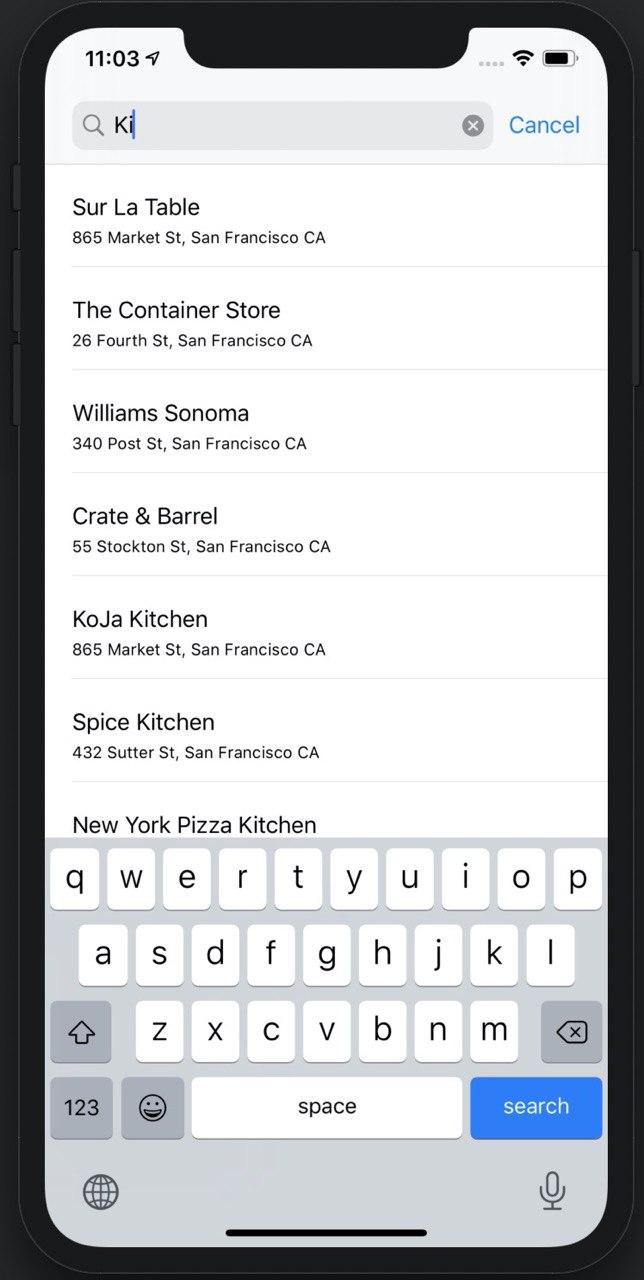 11:03
Ki
Cancel
Sur La Table
865 Market St, San Francisco CA
The Container Store
26 Fourth St, San Francisco CA
Williams Sonoma
340 Post St, San Francisco CA
Crate & Barrel
55 Stockton St, San Francisco CA
KoJa Kitchen
865 Market St, San Francisco CA
Spice Kitchen
432 Sutter St, San Francisco CA
New York Pizza Kitchen
q w e r t y u i o p
a s d f g h j k l
z x c v b n m
123 space search